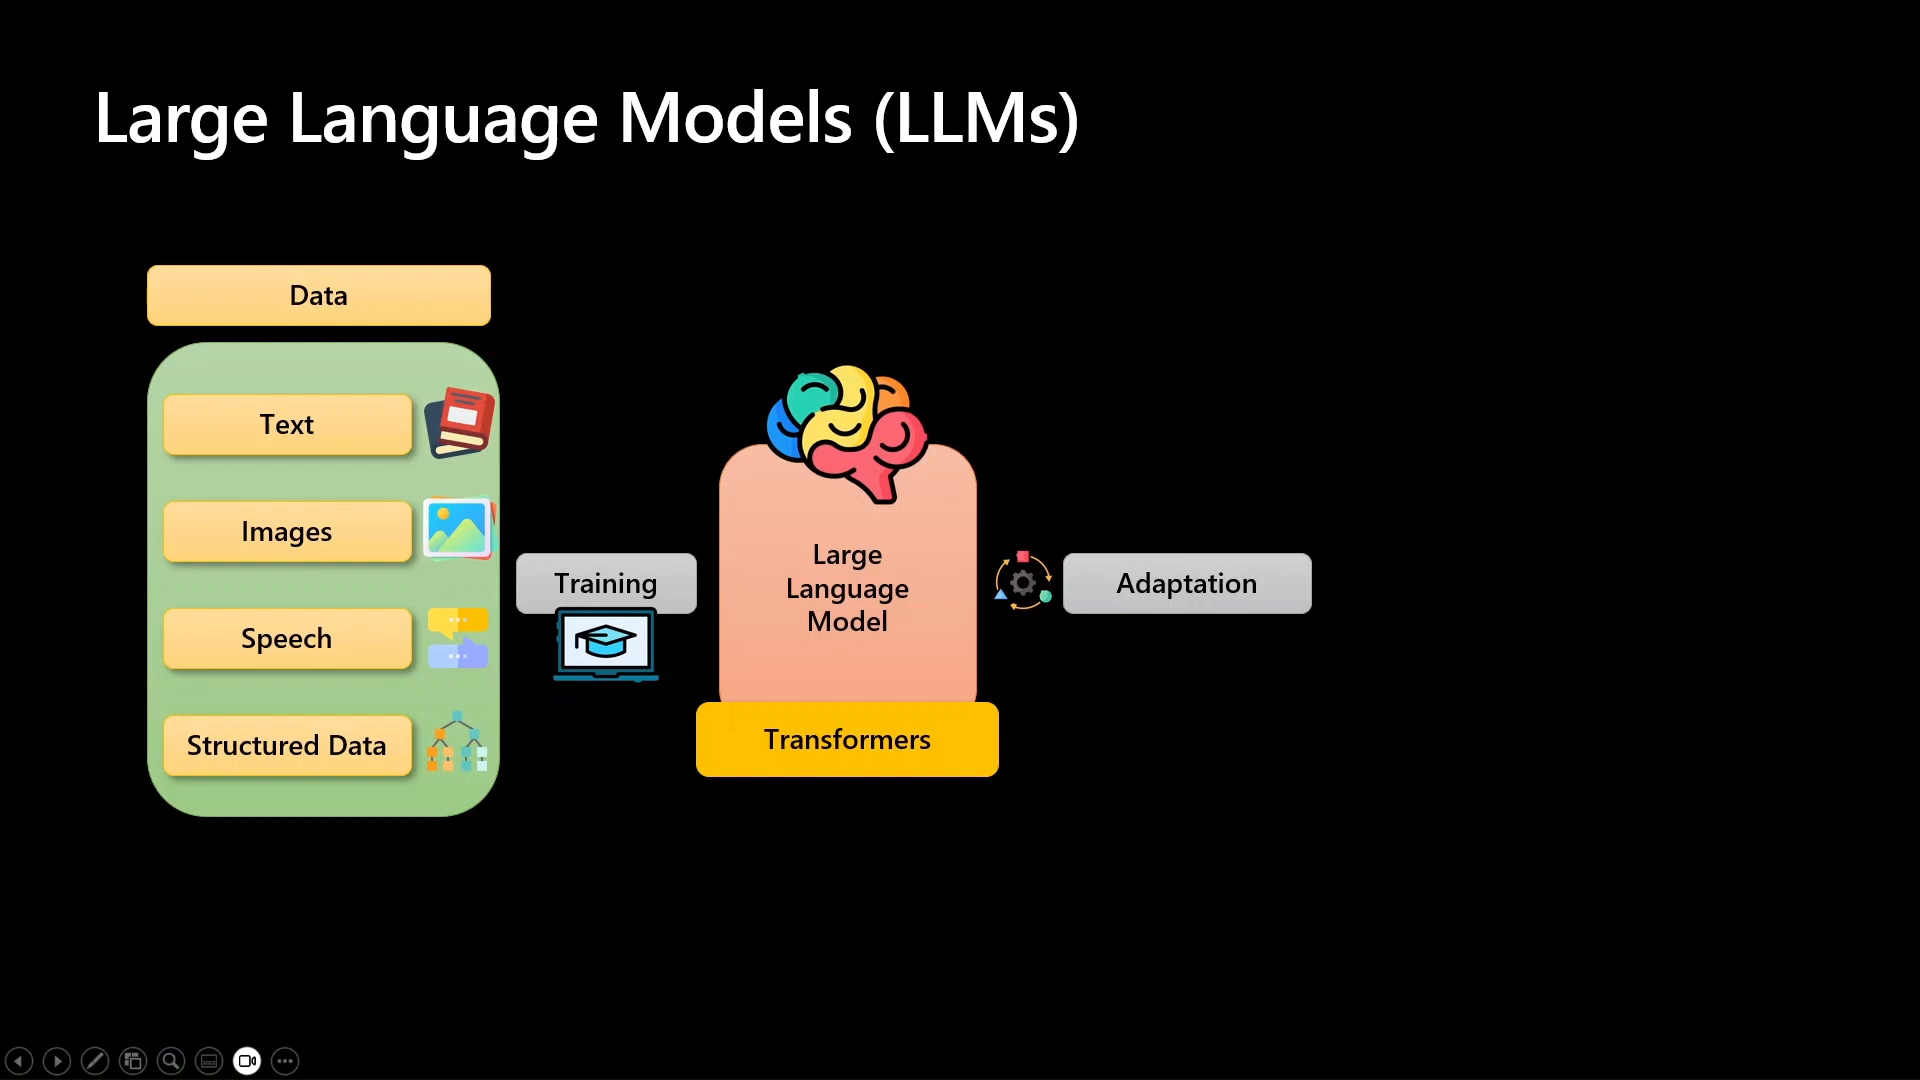 Large Language Models (LLMs)
Data
Text
Images
Speech
Structured Data
Training
Large
Language
Model
Transformers
Adaptation